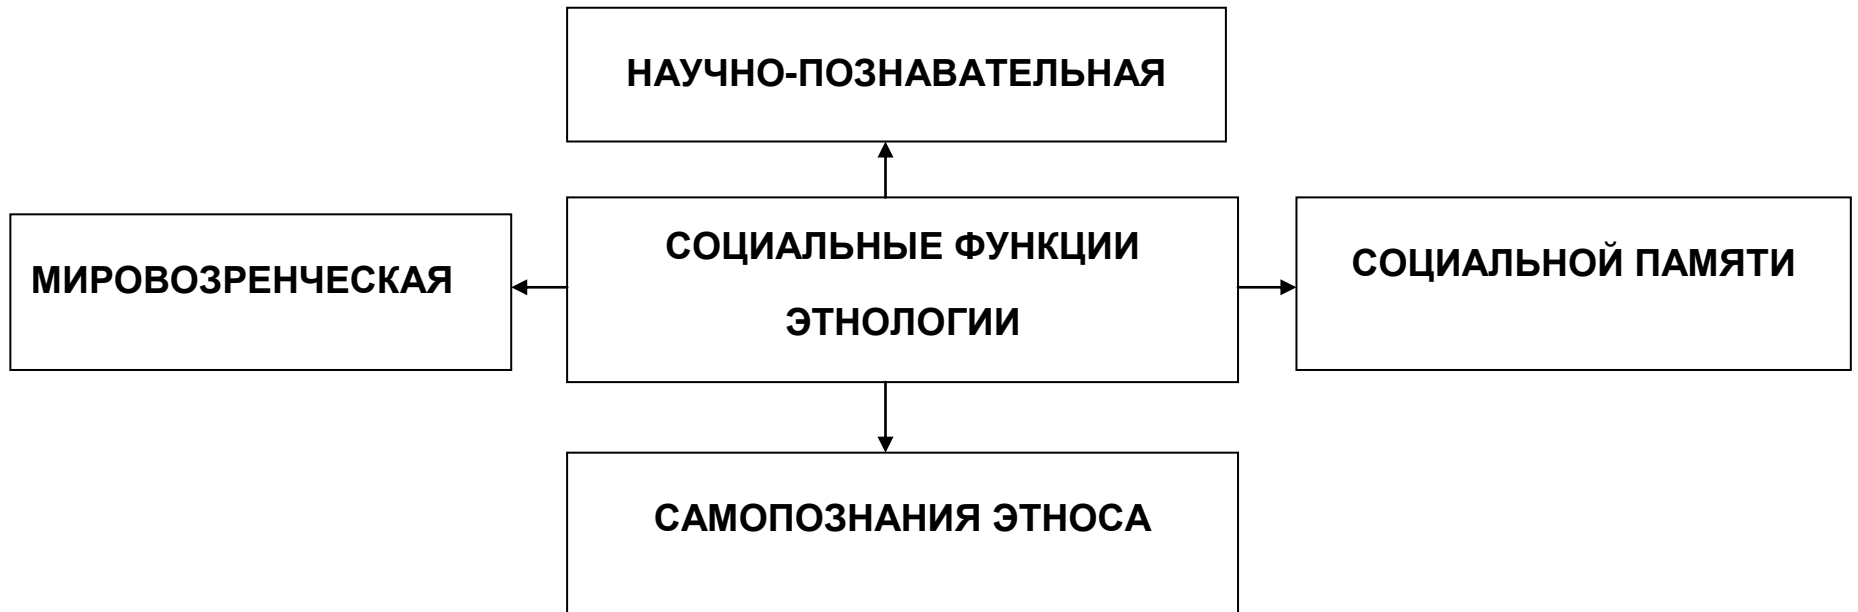 НАУЧНО-ПОЗНАВАТЕЛЬНАЯ
МИРОВОЗРЕНЧЕСКАЯ
СОЦИАЛЬНЫЕ ФУНКЦИИ
ЭТНОЛОГИИ
СОЦИАЛЬНОЙ ПАМЯТИ
САМОПОЗНАНИЯ ЭТНОСА